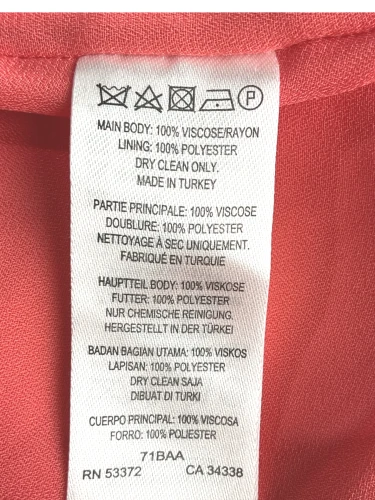 P
MAIN BODY: 100% VISCOSE/RAYON
LINING: 100% POLYESTER
DRY CLEAN ONLY.
MADE IN TURKEY
PARTIE PRINCIPALE: 100% VISCOSE
DOUBLURE: 100% POLYESTER
NETTOYAGE À SEC UNIQUEMENT.
FABRIQUÉ EN TURQUIE
HAUPTTEIL BODY: 100% VISKOSE
FUTTER: 100% POLYESTER
NUR CHEMISCHE REINIGUNG.
HERGESTELLT IN DER TÜRKEI
BADAN BAGIAN UTAMA: 100% VISKOS
LAPISAN: 100% POLYESTER
DRY CLEAN SAJA
DIBUAT DI TURKI
CUERPO PRINCIPAL: 100% VISCOSA
FORRO: 100% POLIESTER
71BAA
RN 53372 CA 34338